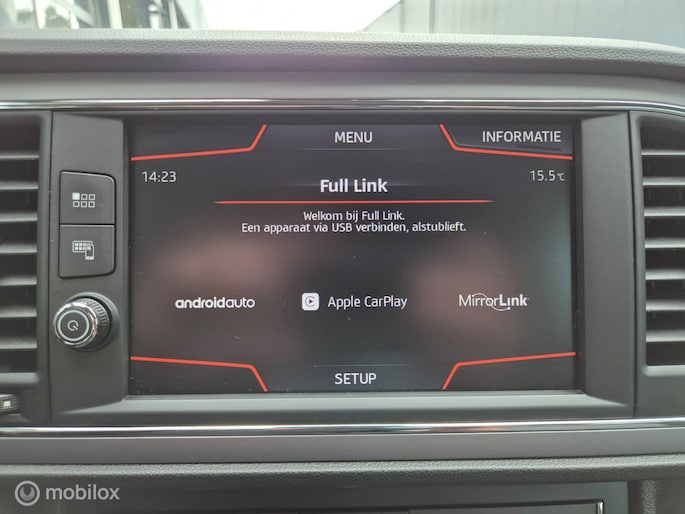 MENU
INFORMATIE
14:23
Full Link
15.5°C
Welkom bij Full Link.
Een apparaat via USB verbinden, alstublieft.
androidauto
Apple CarPlay
MirrorLink
SETUP
mobilox